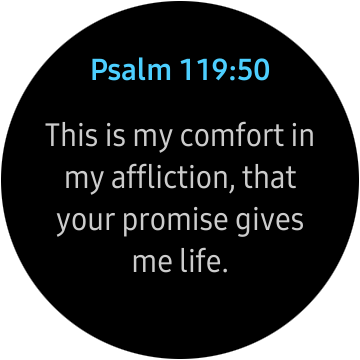 Psalm 119:50
This is my comfort in
my affliction, that
your promise gives
me life.